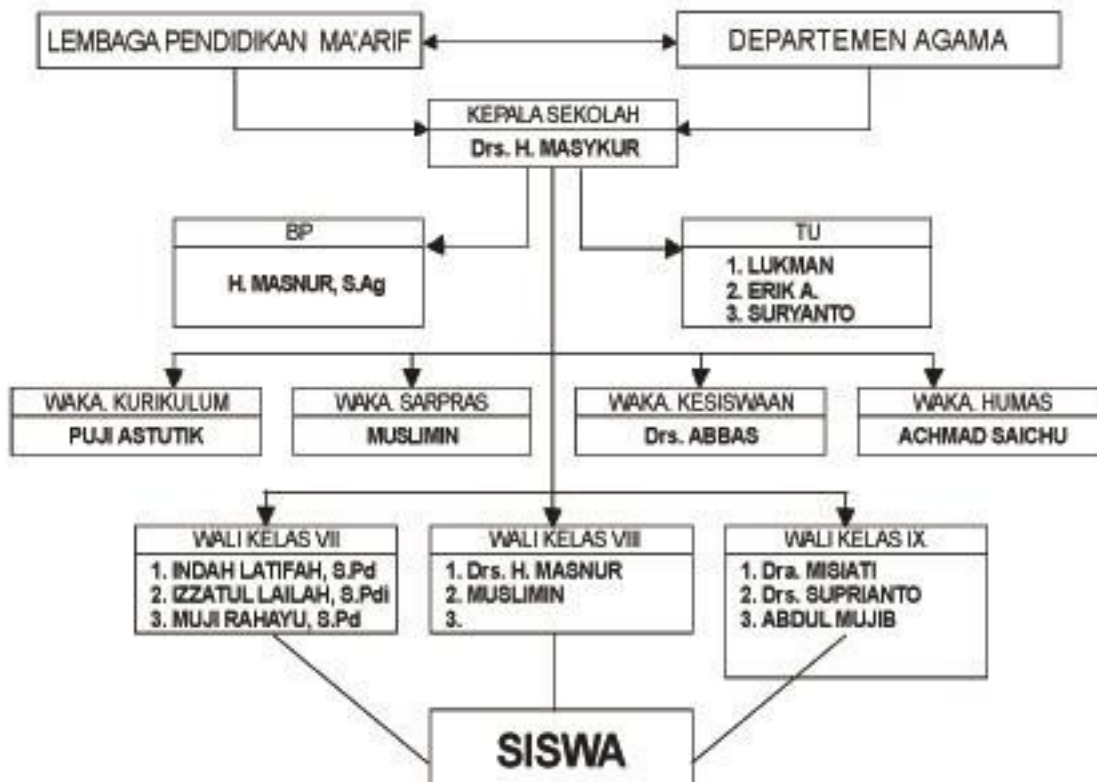 LEMBAGA PENDIDIKAN MA'ARIF
DEPARTEMEN AGAMA
KEPALA SEKOLAH
Drs. H. MASYKUR
BP
H. MASNUR, S.Ag
TU
1. LUKMAN
2. ERIK A.
3. SURYANTO
WAKA. KURIKULUM
PUJI ASTUTIK
WAKA. SARPRAS
MUSLIMIN
WAKA. KESISWAAN
Drs. ABBAS
WAKA. HUMAS
ACHMAD SAICHU
WALI KELAS VII
1. INDAH LATIFAH, S.Pd
2. IZZATUL LAILAH, S.Pdi
3. MUJI RAHAYU, S.Pd
WALI KELAS VIII
1. Drs. H. MASNUR
2. MUSLIMIN
3.
WALI KELAS IX
1. Dra. MISIATI
2. Drs. SUPRIANTO
3. ABDUL MUJIB
SISWA